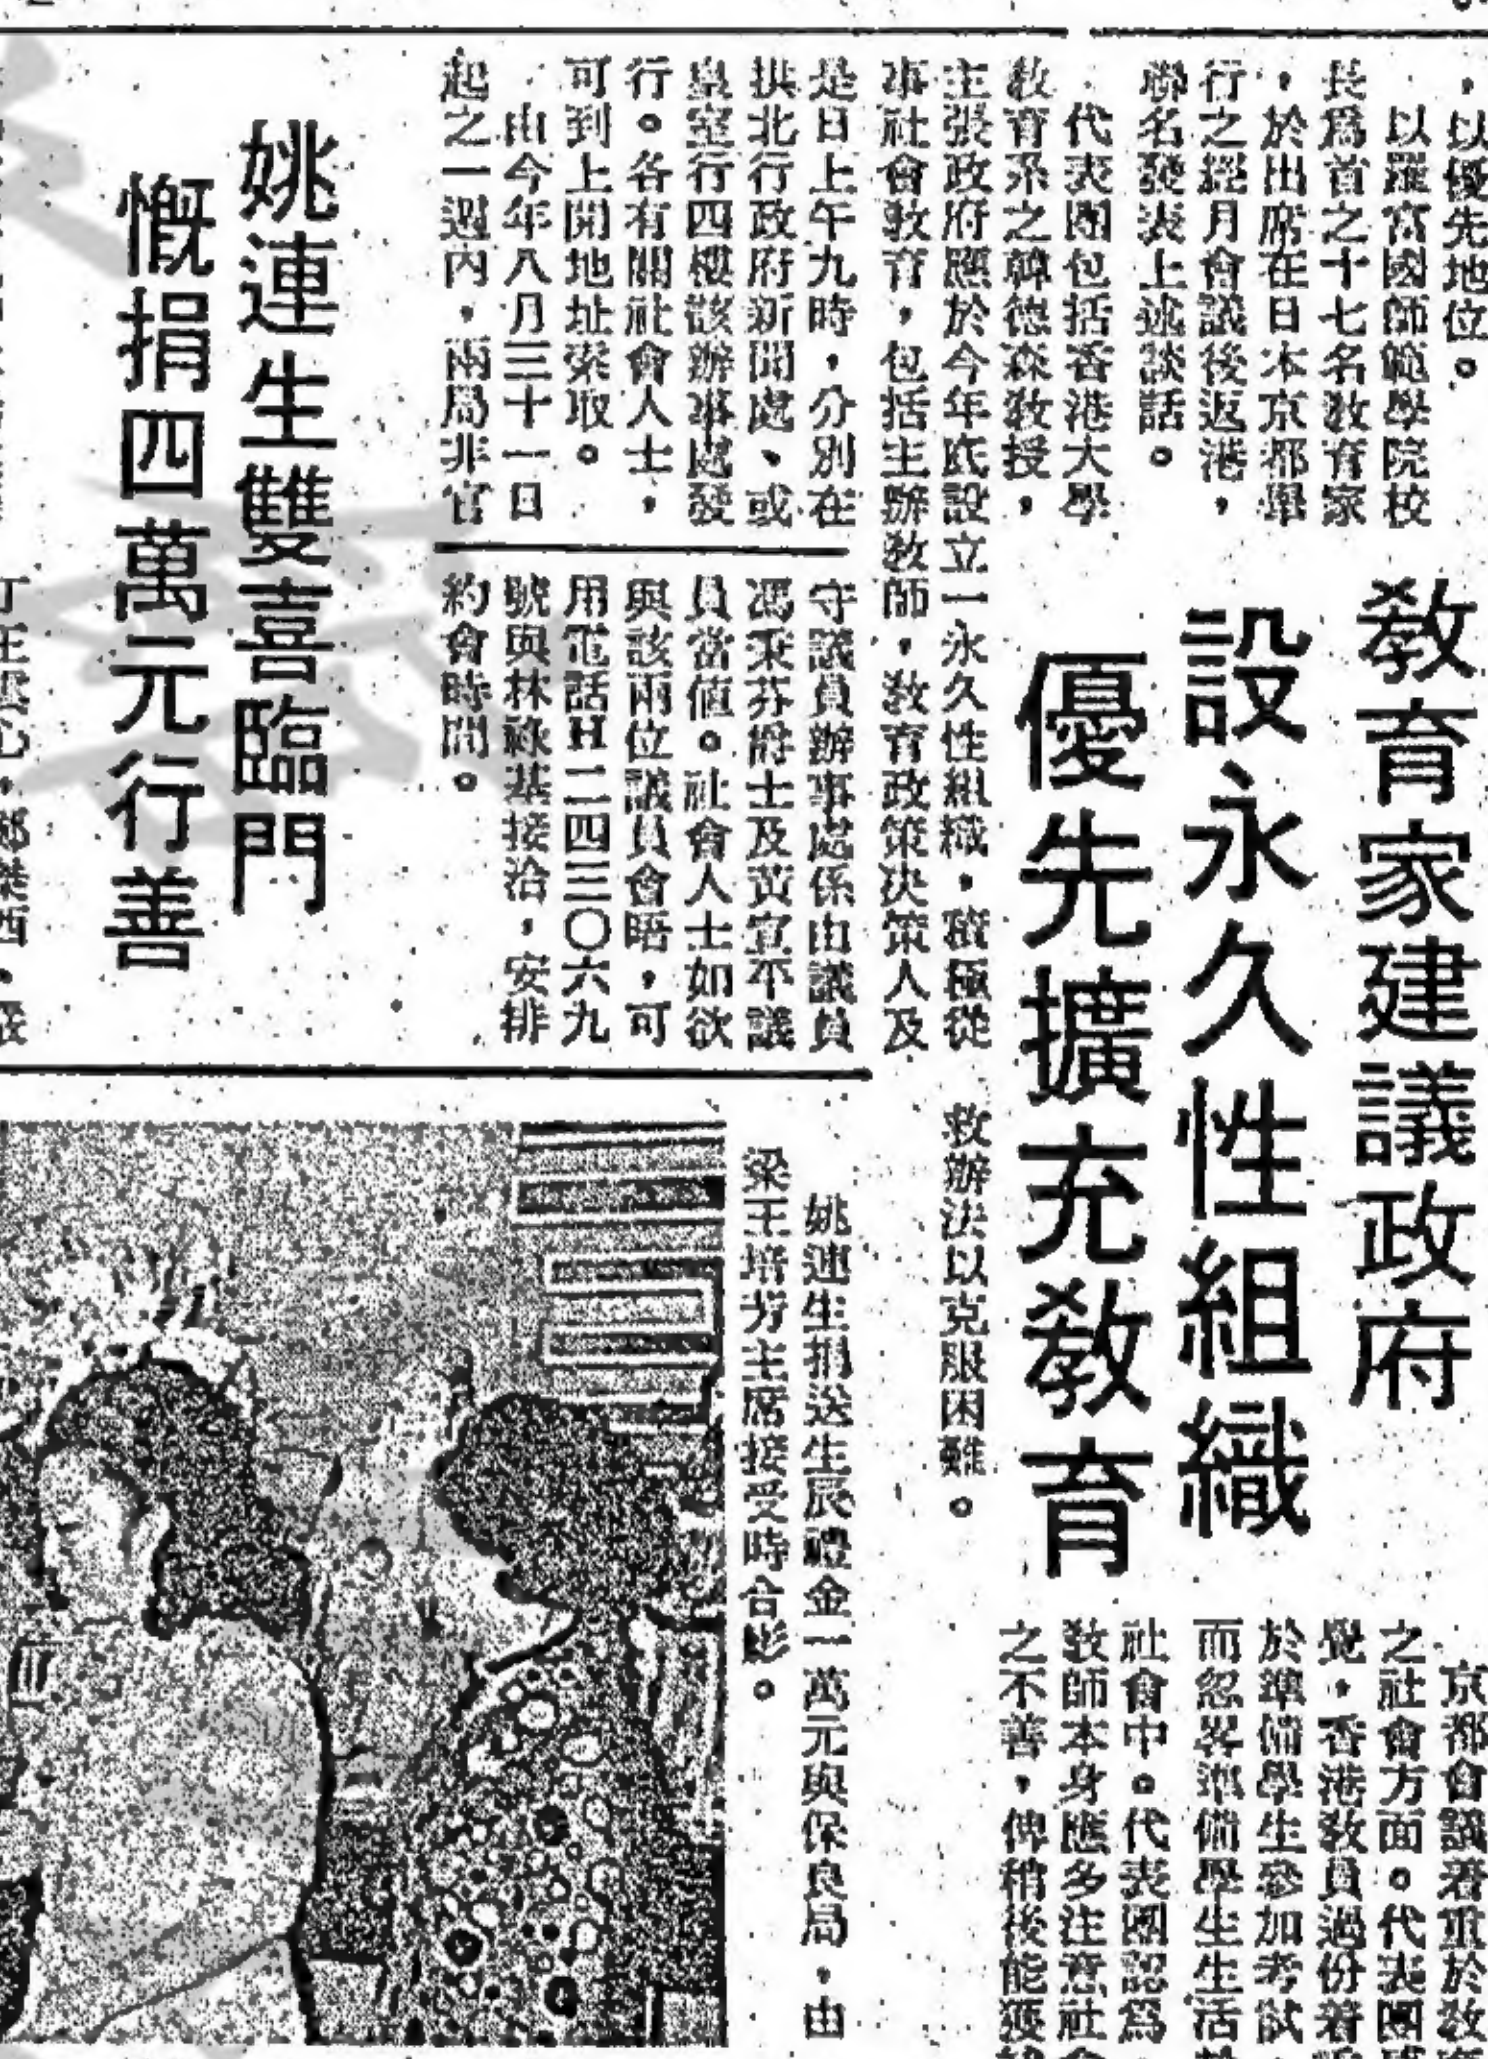 ，以優先地位。
以羅富國師範學院校
長爲首之十七名敎育家
，於出席在日本京都舉
行之經月會議後返港，
聯名發表上述談話。
代表團包括香港大學
敎育系之韓德森敎授，
主張政府應於今年底設立一永久性組織，積極從
事社會敎育，包括主辦敎師，敎育政策決策人及
敎育家建議政府
設永久性組織
優先擴充敎育
救辦法以克服困難。
京都會議着重於敎
之社會方面。代表團
覺，香港敎員過份着
於準備學生參加考試，
而忽畧準備學生生活
社會中。代表團認爲，
敎師本身應多注意社
之不善，俾稍後能獲
是日上午九時，分別在
拱北行政府新聞處、或
皇室行四樓該辦事處發
行。各有關社會人士，
可到上開地址索取。
由今年八月三十一日
起之一週內，兩局非官
守議員辦事處係由議員
馮秉芬爵士及黃宣平議
員當值。社會人士如欲
與該兩位議員會晤，可
用電話H二四三〇六九
號與林祿基接洽，安排
約會時間。
姚連生雙喜臨門
慨捐四萬元行善
姚連生捐送生辰禮金一萬元與保良局，由
梁王培芳主席接受時合影。